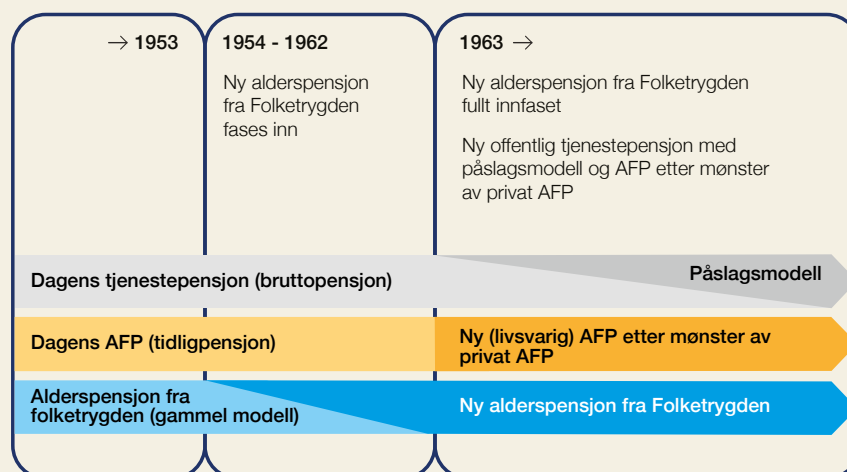 → 1953
1954 - 1962
Ny alderspensjon
fra Folketrygden
fases inn
1963 →
Ny alderspensjon fra Folketrygden
fullt innfaset
Ny offentlig tjenestepensjon med
påslagsmodell og AFP etter mønster
av privat AFP
Dagens tjenestepensjon (bruttopensjon)
Påslagsmodell
Dagens AFP (tidligpensjon)
Ny (livsvarig) AFP etter mønster av
privat AFP
Alderspensjon fra
folketrygden (gammel modell)
Ny alderspensjon fra Folketrygden